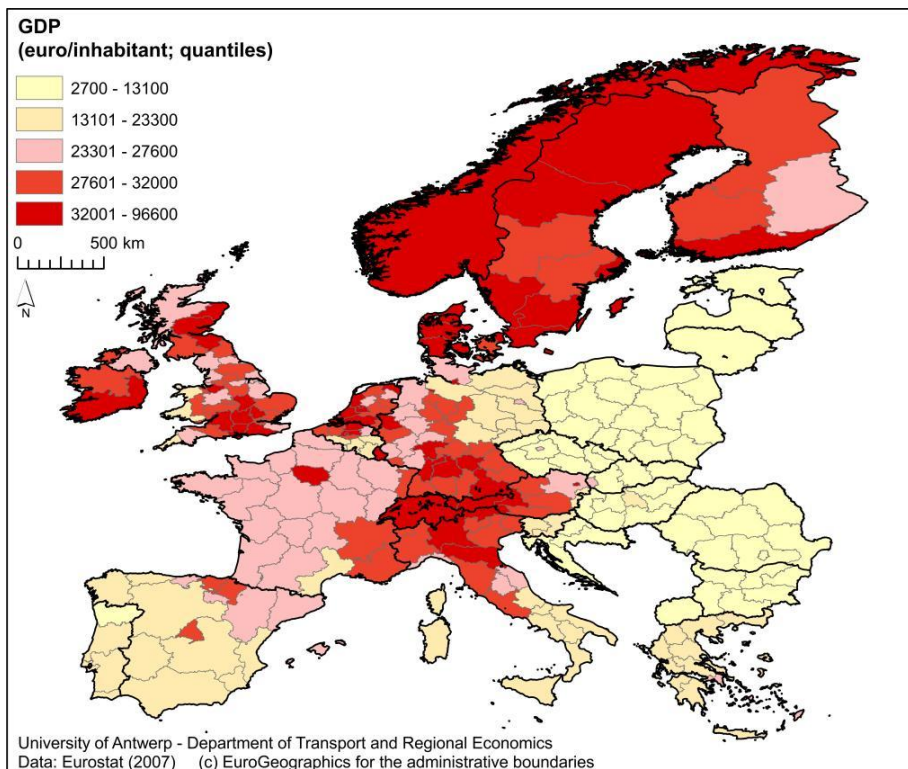 GDP
(euro/inhabitant; quantiles)
2700 - 13100
13101 - 23300
23301 - 27600
27601 - 32000
32001 - 96600
0 500 km
N
University of Antwerp - Department of Transport and Regional Economics
Data: Eurostat (2007) (c) EuroGeographics for the administrative boundaries